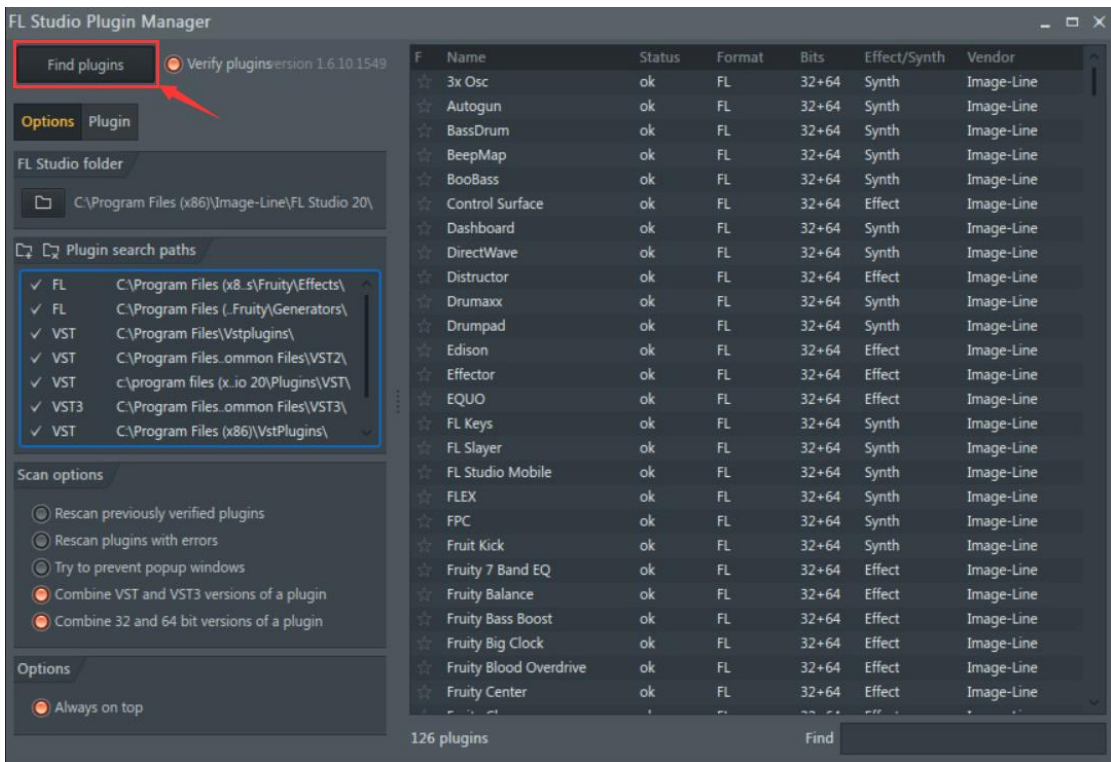 FL Studio Plugin Manager
Find plugins
Verify plugins ersion 1.6.10.1549
Options Plugin
FL Studio folder
C:\Program Files (x86)\Image-Line\FL Studio 20\
Plugin search paths
FL C:\Program Files (x8..s\Fruity\Effects\
FL C:\Program Files (..Fruity\Generators\
VST C:\Program Files\Vstplugins\
VST C:\Program Files..ommon Files\VST2\
VST c:\program files (x..io 20\Plugins\VST\
VST3 C:\Program Files..ommon Files\VST3\
VST C:\Program Files (x86)\VstPlugins\
Scan options
Rescan previously verified plugins
Rescan plugins with errors
Try to prevent popup windows
Combine VST and VST3 versions of a plugin
Combine 32 and 64 bit versions of a plugin
Options
Always on top
F Name Status Format Bits Effect/Synth Vendor
3x Osc ok FL 32+64 Synth Image-Line
Autogun ok FL 32+64 Synth Image-Line
BassDrum ok FL 32+64 Synth Image-Line
BeepMap ok FL 32+64 Synth Image-Line
BooBass ok FL 32+64 Synth Image-Line
Control Surface ok FL 32+64 Effect Image-Line
Dashboard ok FL 32+64 Synth Image-Line
DirectWave ok FL 32+64 Synth Image-Line
Distructor ok FL 32+64 Effect Image-Line
Drumaxx ok FL 32+64 Synth Image-Line
Drumpad ok FL 32+64 Synth Image-Line
Edison ok FL 32+64 Effect Image-Line
Effector ok FL 32+64 Effect Image-Line
EQUO ok FL 32+64 Effect Image-Line
FL Keys ok FL 32+64 Synth Image-Line
FL Slayer ok FL 32+64 Synth Image-Line
FL Studio Mobile ok FL 32+64 Synth Image-Line
FLEX ok FL 32+64 Synth Image-Line
FPC ok FL 32+64 Synth Image-Line
Fruit Kick ok FL 32+64 Synth Image-Line
Fruity 7 Band EQ ok FL 32+64 Effect Image-Line
Fruity Balance ok FL 32+64 Effect Image-Line
Fruity Bass Boost ok FL 32+64 Effect Image-Line
Fruity Big Clock ok FL 32+64 Effect Image-Line
Fruity Blood Overdrive ok FL 32+64 Effect Image-Line
Fruity Center ok FL 32+64 Effect Image-Line
126 plugins Find